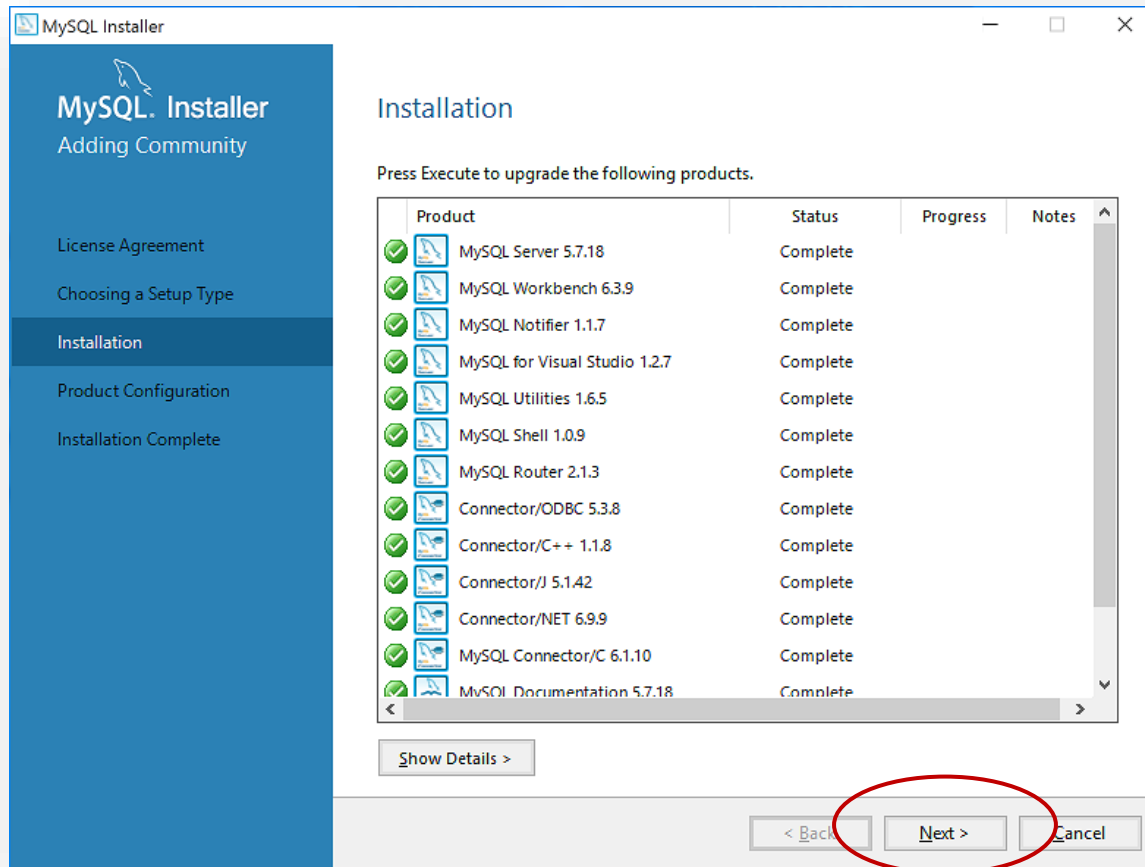 MySQL Installer
MySQL. Installer
Adding Community
License Agreement
Choosing a Setup Type
Installation
Product Configuration
Installation Complete
Installation
Press Execute to upgrade the following products.
Product Status Progress Notes
MySQL Server 5.7.18 Complete
MySQL Workbench 6.3.9 Complete
MySQL Notifier 1.1.7 Complete
MySQL for Visual Studio 1.2.7 Complete
MySQL Utilities 1.6.5 Complete
MySQL Shell 1.0.9 Complete
MySQL Router 2.1.3 Complete
Connector/ODBC 5.3.8 Complete
Connector/C++ 1.1.8 Complete
Connector/J 5.1.42 Complete
Connector/NET 6.9.9 Complete
MySQL Connector/C 6.1.10 Complete
MySQL Documentation 5.7.18 Complete
Show Details >
< Back Next > Cancel